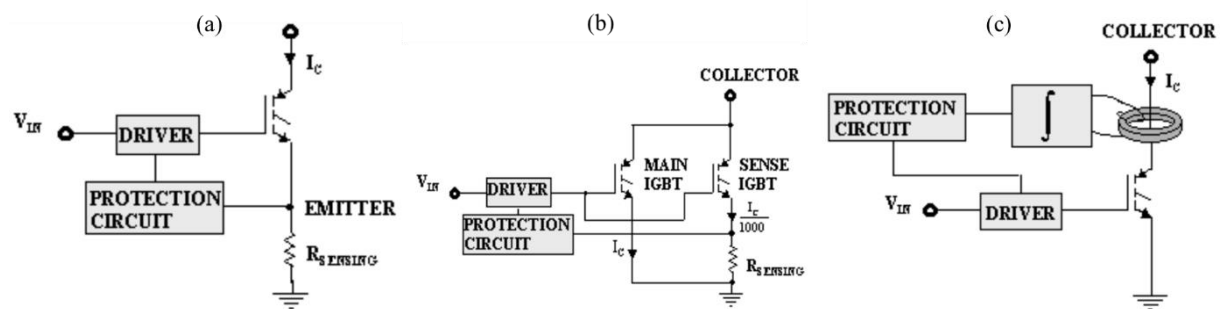 (a)
I_C
V_IN
DRIVER
PROTECTION
CIRCUIT
EMITTER
R_SENSING
(b)
COLLECTOR
MAIN
IGBT
SENSE
IGBT
V_IN
DRIVER
PROTECTION
CIRCUIT
I_C
I_C
1000
R_SENSING
(c)
COLLECTOR
I_C
PROTECTION
CIRCUIT
∫
V_IN
DRIVER